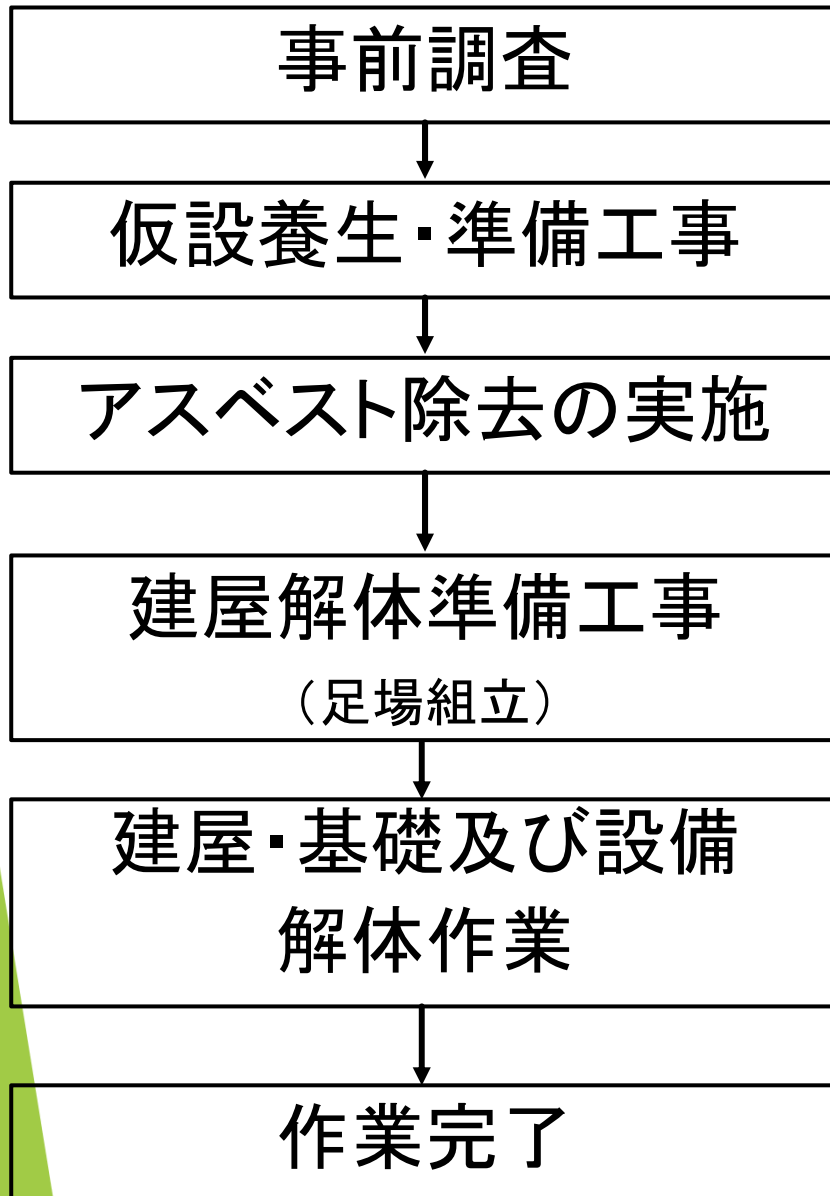 事前調査
仮設養生・準備工事
アスベスト除去の実施
建屋解体準備工事
（足場組立）
建屋・基礎及び設備
解体作業
作業完了